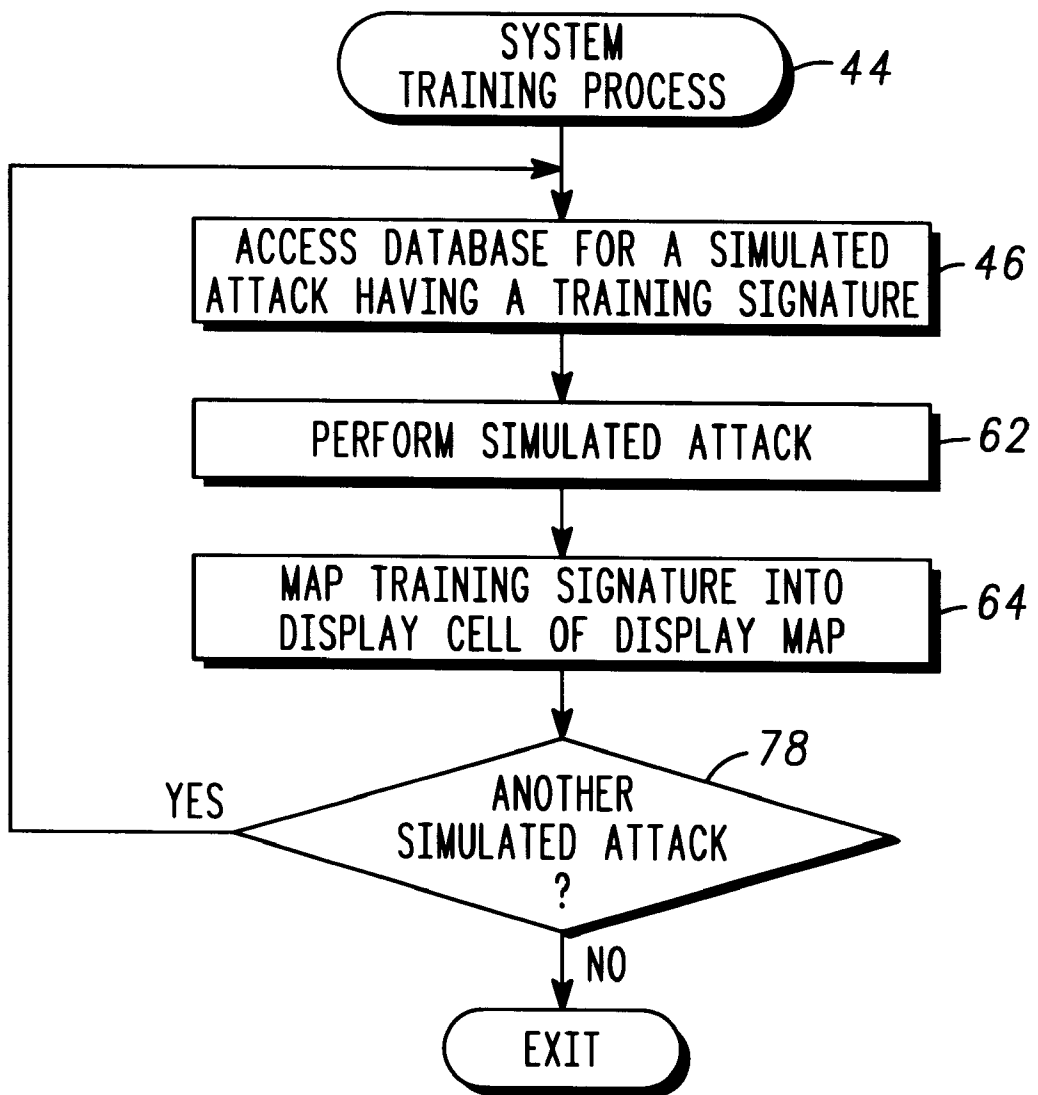 SYSTEM
TRAINING PROCESS
44
ACCESS DATABASE FOR A SIMULATED
ATTACK HAVING A TRAINING SIGNATURE
46
PERFORM SIMULATED ATTACK
62
MAP TRAINING SIGNATURE INTO
DISPLAY CELL OF DISPLAY MAP
64
78
YES
ANOTHER
SIMULATED ATTACK
?
NO
EXIT